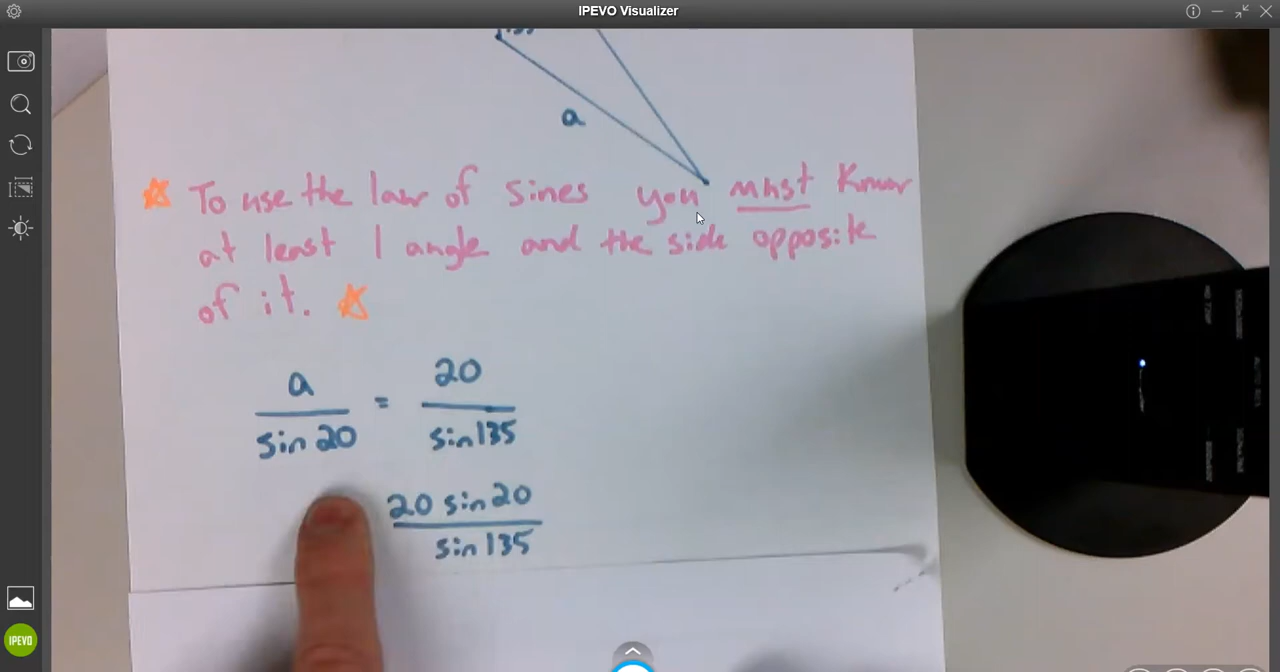 IPEVO Visualizer
135
a
To use the law of sines you must know
at least 1 angle and the side opposite
of it.
a = 20
sin 20 sin 135
20 sin 20
sin 135
IPEVO